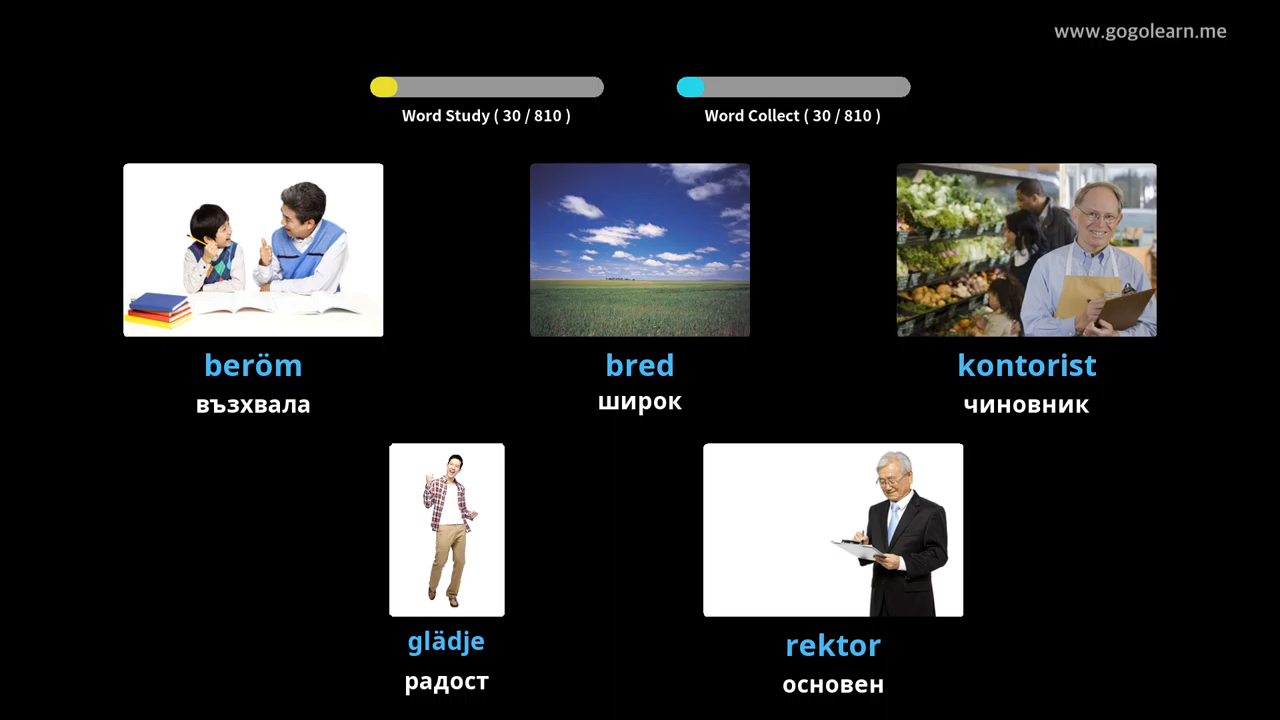 www.gogolearn.me
Word Study ( 30 / 810 )
Word Collect ( 30 / 810 )
beröm
възхвала
bred
широк
kontorist
чиновник
glädje
радост
rektor
основен